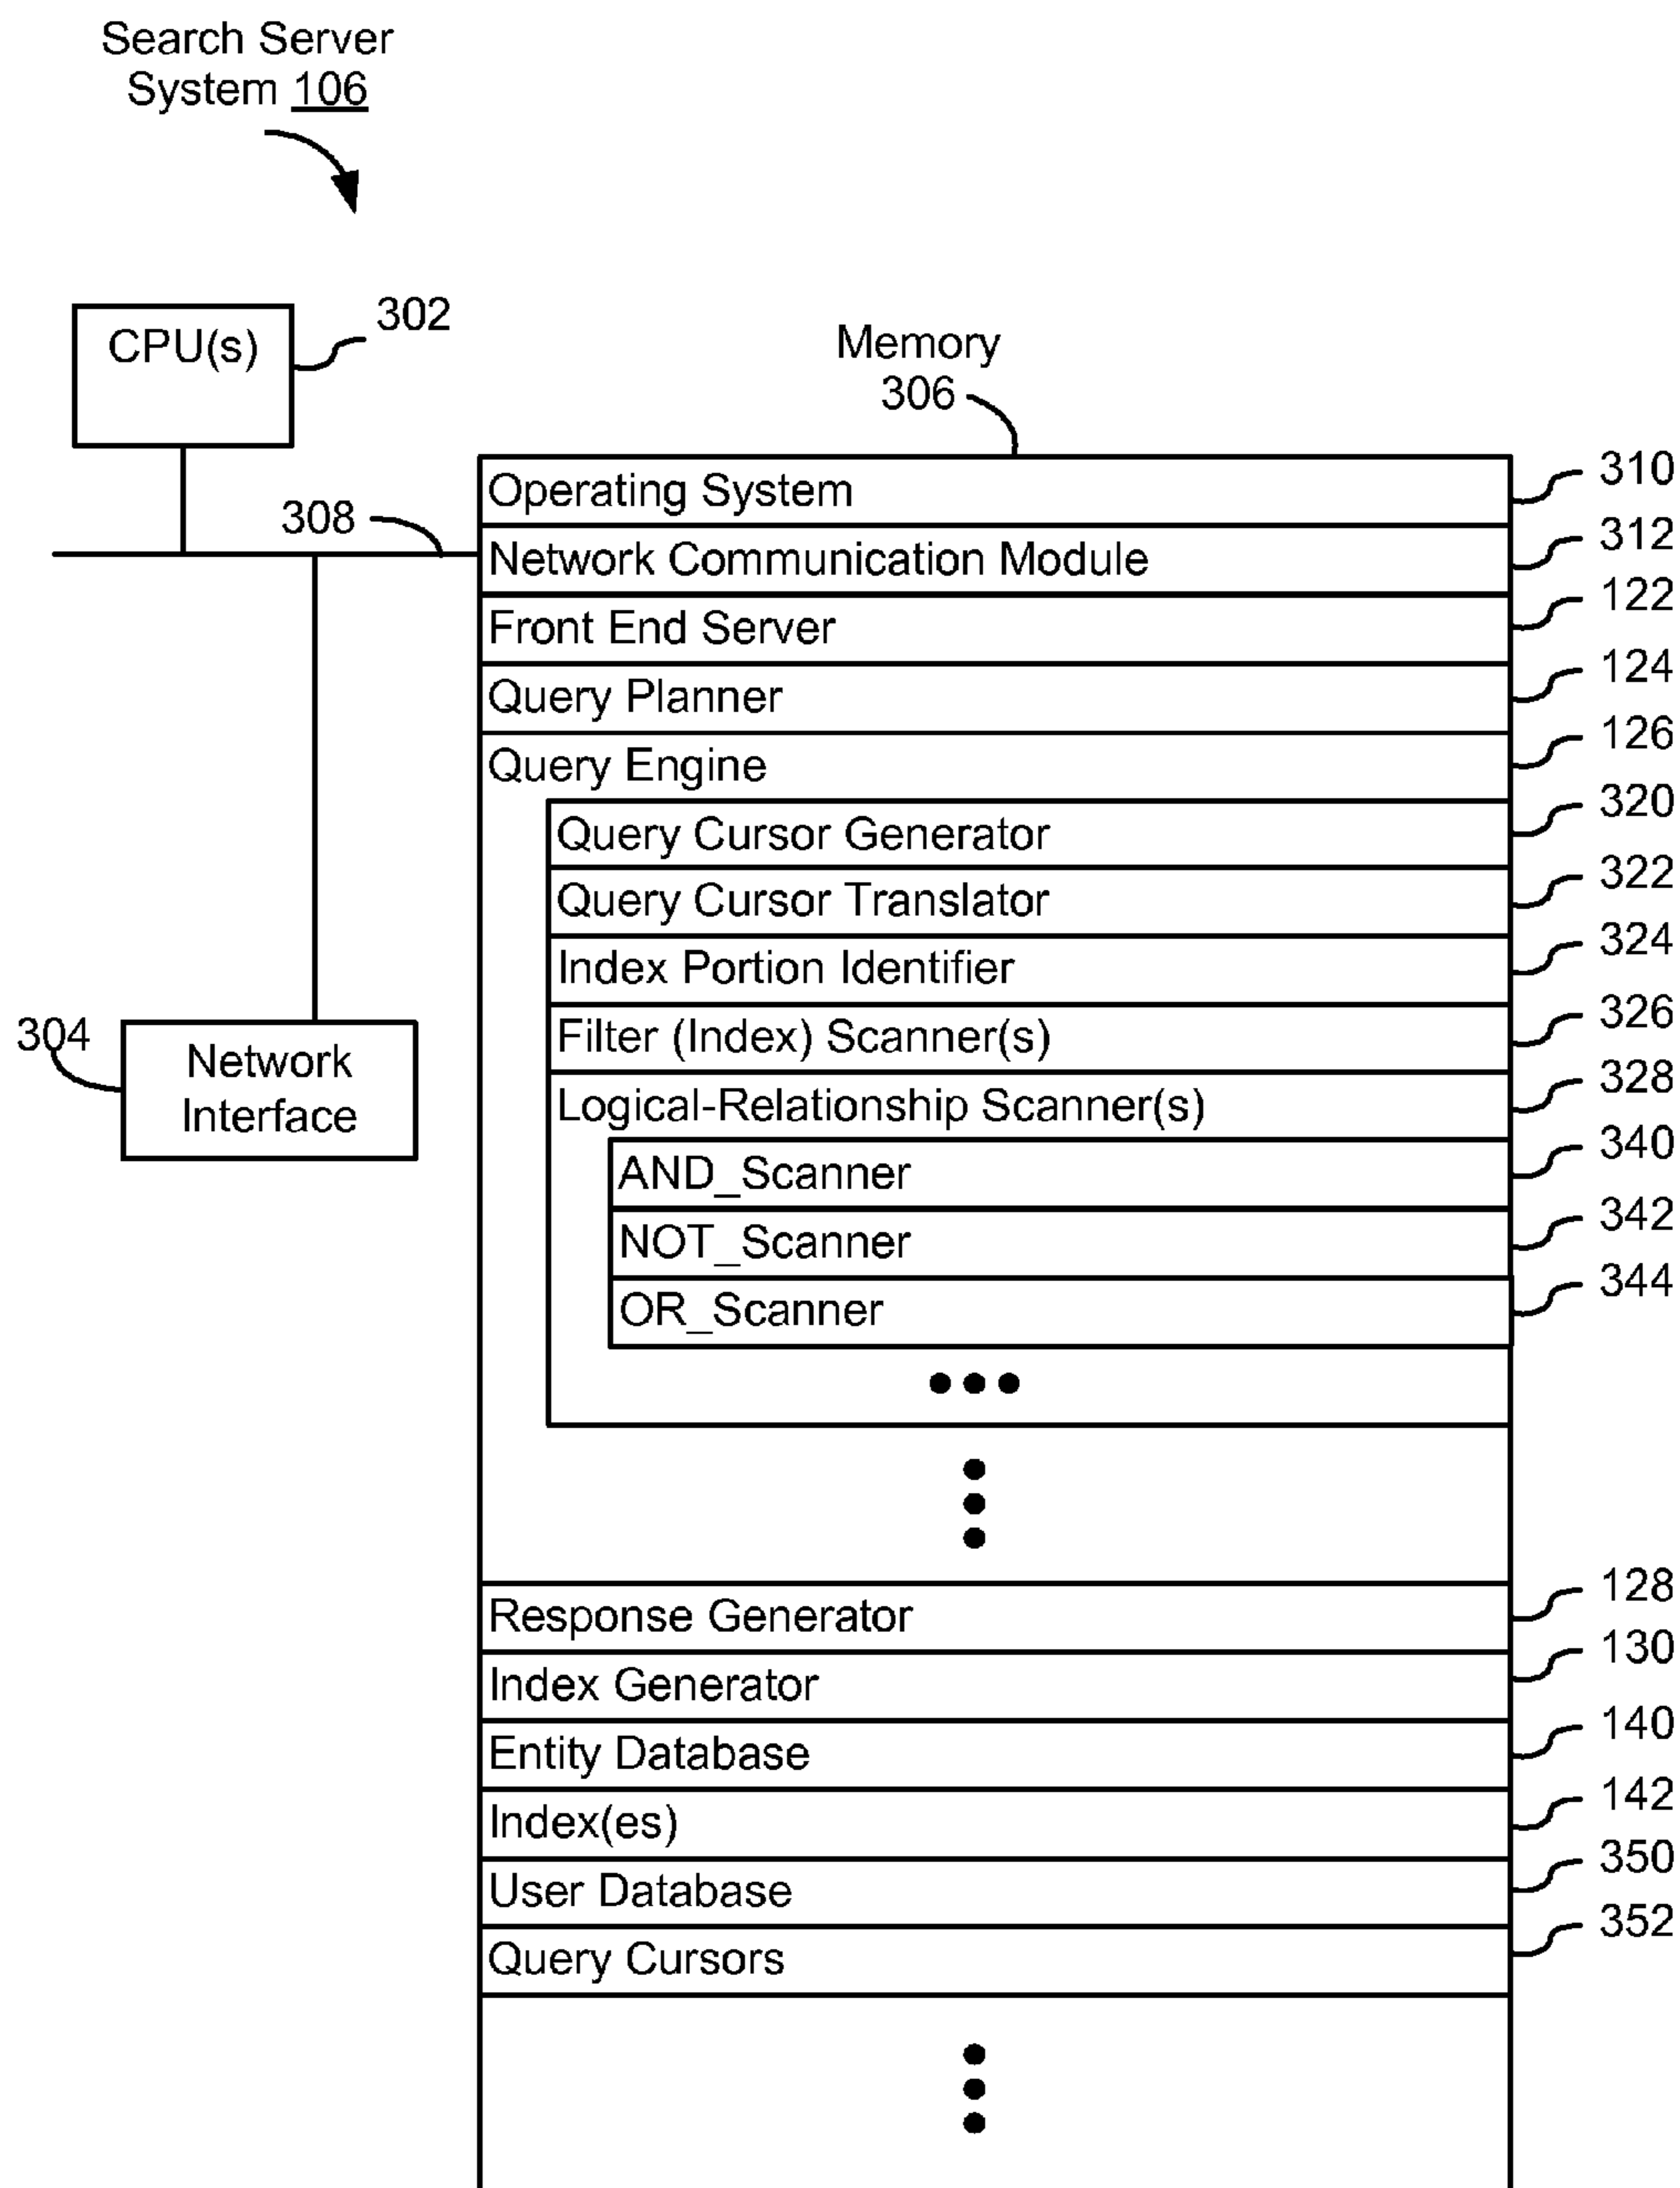 Search Server
System 106
CPU(s)
302
Memory
306
308
304
Network
Interface
Operating System
310
Network Communication Module
312
Front End Server
122
Query Planner
124
Query Engine
126
Query Cursor Generator
320
Query Cursor Translator
322
Index Portion Identifier
324
Filter (Index) Scanner(s)
326
Logical-Relationship Scanner(s)
328
AND_Scanner
340
NOT_Scanner
342
OR_Scanner
344
Response Generator
128
Index Generator
130
Entity Database
140
Index(es)
142
User Database
350
Query Cursors
352